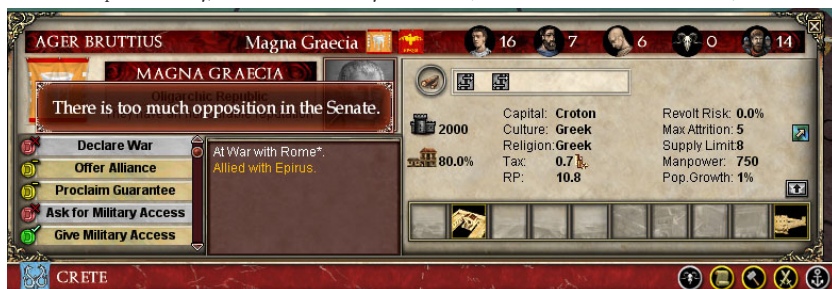 AGER BRUTTIUS Magna Graecia 16 7 6 0 14
MAGNA GRAECIA
There is too much opposition in the Senate.
Declare War
Offer Alliance
Proclaim Guarantee
Ask for Military Access
Give Military Access
At War with Rome*.
Allied with Epirus.
2000
80.0%
Capital: Croton
Culture: Greek
Religion: Greek
Tax: 0.7
RP: 10.8
Revolt Risk: 0.0%
Max Attrition: 5
Supply Limit:8
Manpower: 750
Pop.Growth: 1%
CRETE